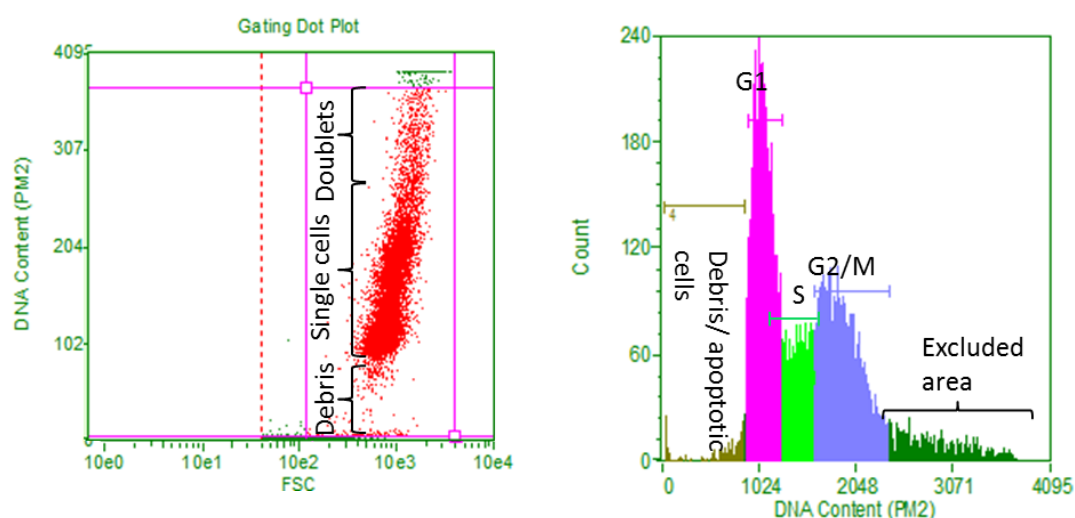 Gating Dot Plot
DNA Content (PM2)
4095
307
204
102
Doublets
Single cells
Debris
10e0
10e1
10e2
10e3
10e4
FSC
Count
240
180
120
60
0
G1
S
G2/M
4
Debris/ apoptotic
cells
Excluded
area
0
1024
2048
3071
4095
DNA Content (PM2)